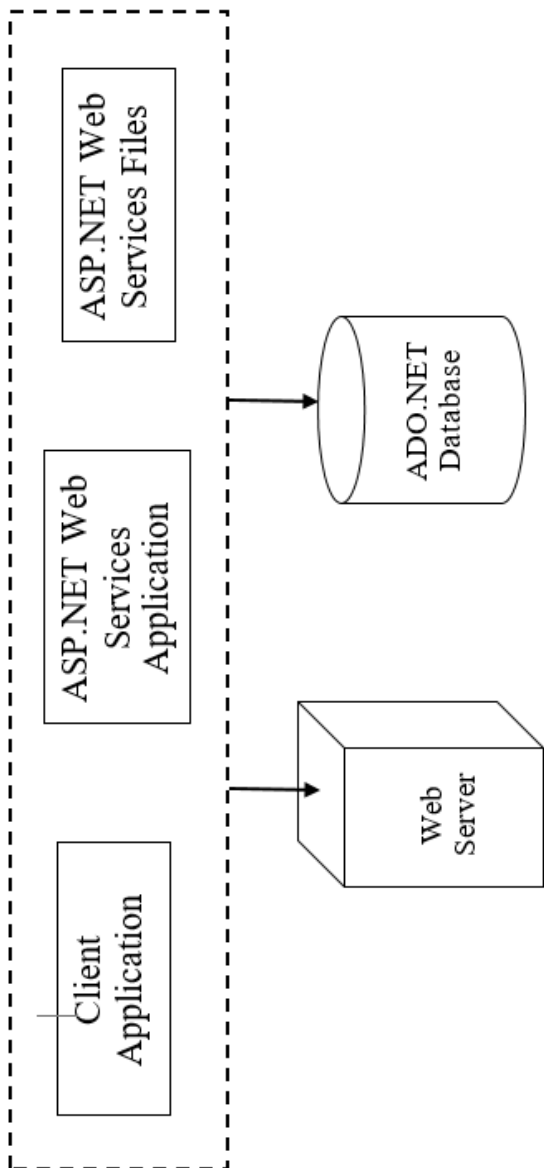 Client
Application
ASP.NET Web
Services
Application
ASP.NET Web
Services Files
Web
Server
ADO.NET
Database